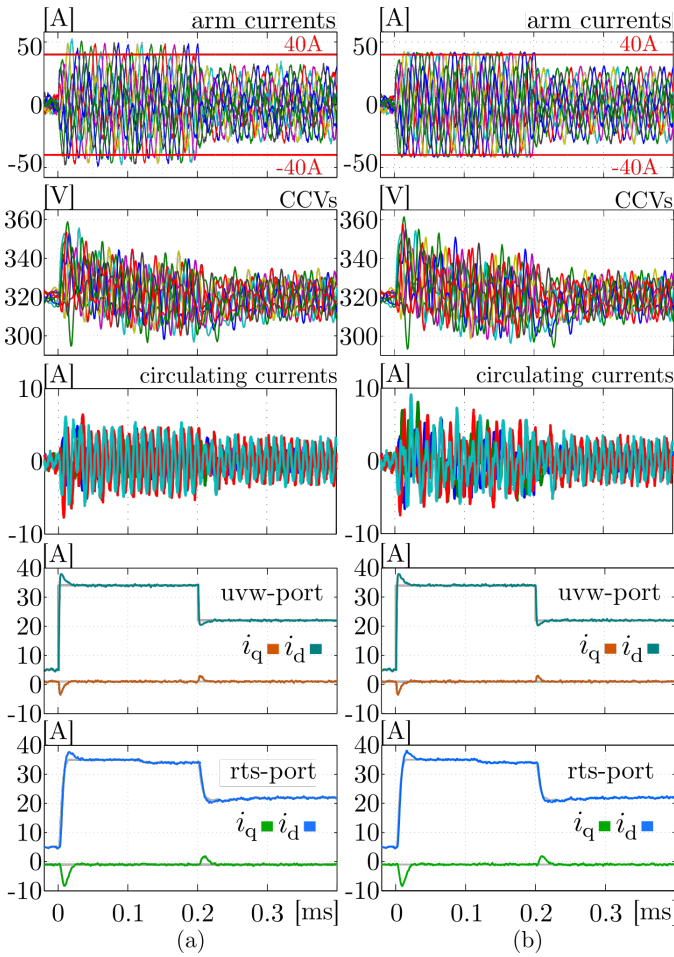 [A] arm currents
50
40A
0
-40A
-50
[V] CCVs
360
340
320
300
[A] circulating currents
10
0
-10
[A]
40
30
uvw-port
20
10
i_q i_d
0
-10
[A]
40
30
rts-port
20
10
i_q i_d
0
-10
0 0.1 0.2 0.3 [ms]
(a)
[A] arm currents
50
40A
0
-40A
-50
[V] CCVs
360
340
320
300
[A] circulating currents
10
0
-10
[A]
40
30
uvw-port
20
10
i_q i_d
0
-10
[A]
40
30
rts-port
20
10
i_q i_d
0
-10
0 0.1 0.2 0.3 [ms]
(b)